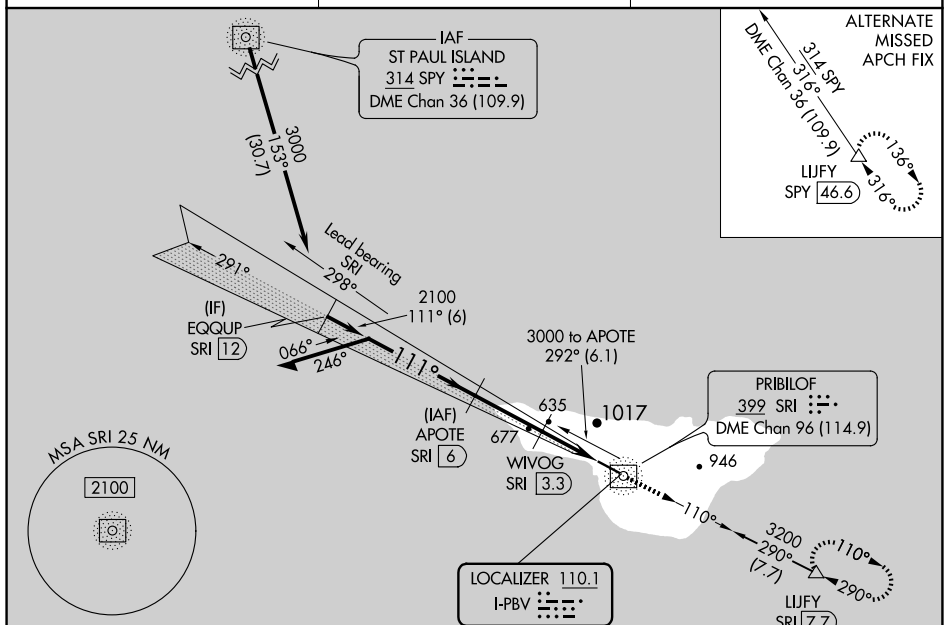 IAF
ST PAUL ISLAND
314 SPY
DME Chan 36 (109.9)
ALTERNATE
MISSED
APCH FIX
314 SPY
316°
DME Chan 36 (109.9)
136°
316°
LIJFY
SPY 46.6
3000
153°
(30.7)
Lead bearing
SRI
298°
291°
2100
111° (6)
(IF)
EQQUP
SRI 12
066°
246°
111°
3000 to APOTE
292° (6.1)
(IAF)
APOTE
SRI 6
635
677
1017
WIVOG
SRI 3.3
PRIBILOF
399 SRI
DME Chan 96 (114.9)
946
MSA SRI 25 NM
2100
110°
3200
290°
(7.7)
110°
290°
LOCALIZER 110.1
I-PBV
LIJFY
SRI 7.7